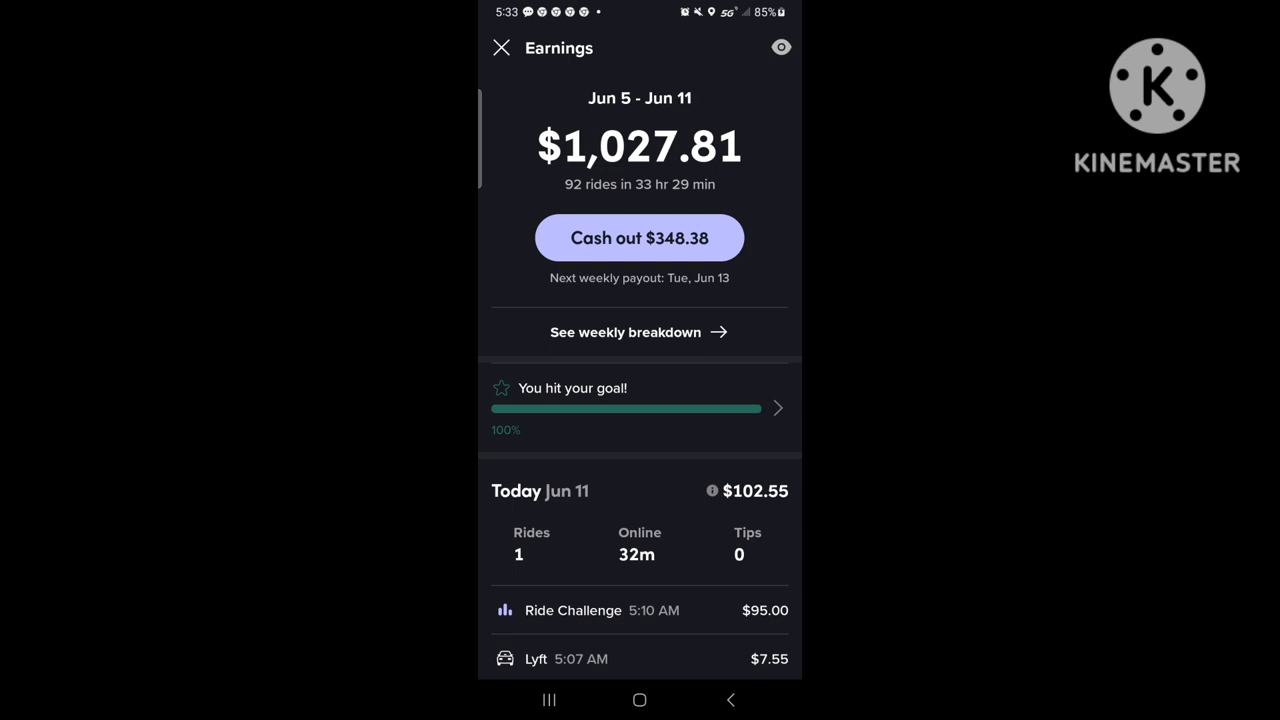 5:33
5G
85%
Earnings
K
KINEMASTER
Jun 5 - Jun 11
$1,027.81
92 rides in 33 hr 29 min
Cash out $348.38
Next weekly payout: Tue, Jun 13
See weekly breakdown
You hit your goal!
100%
Today Jun 11 $102.55
Rides Online Tips
1 32m 0
Ride Challenge 5:10 AM $95.00
Lyft 5:07 AM $7.55